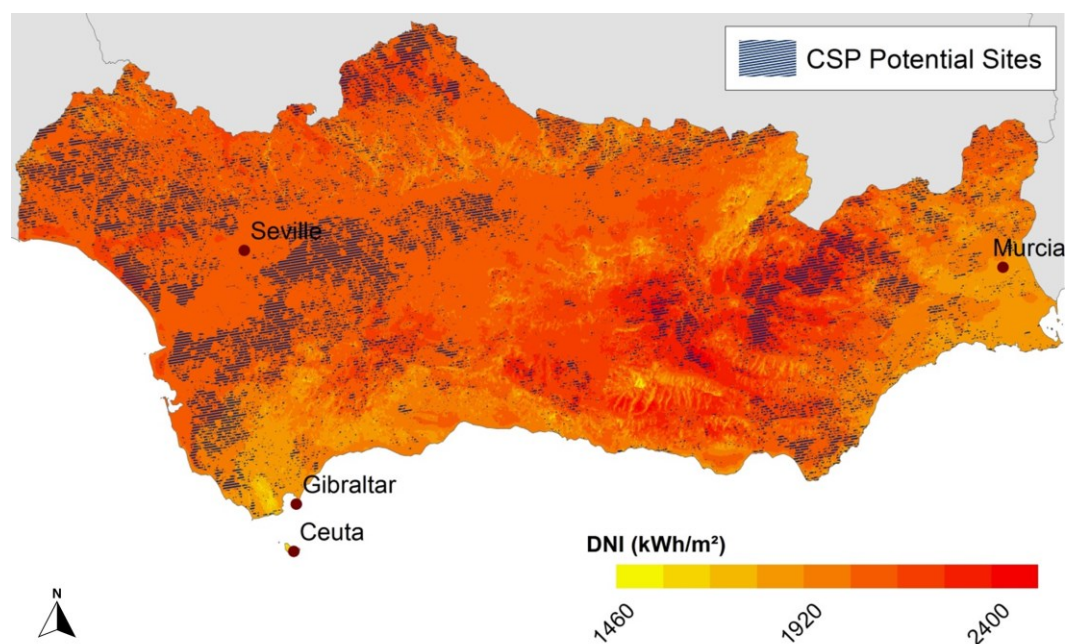 CSP Potential Sites
Seville
Murcia
Gibraltar
Ceuta
DNI (kWh/m²)
1460
1920
2400
N